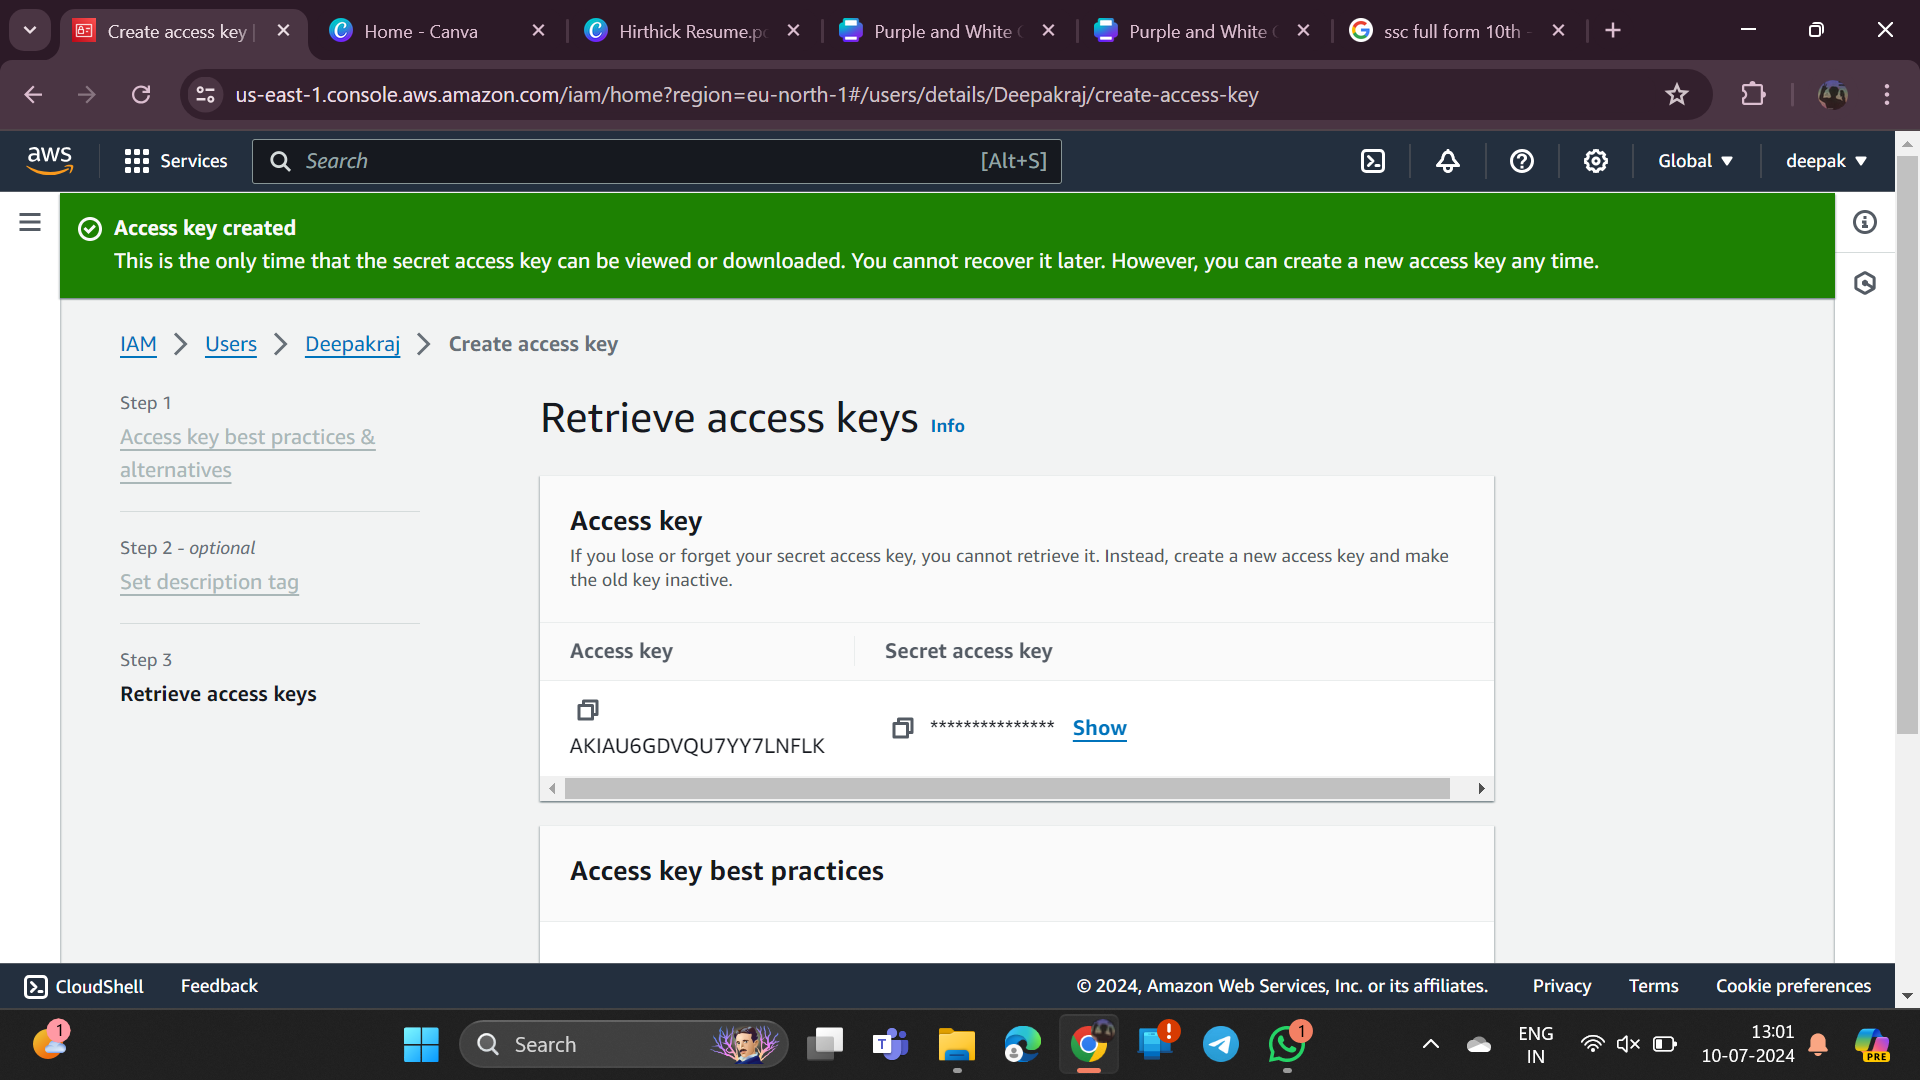 Create access key |
Home - Canva
Hirthick Resume.p
Purple and White
Purple and White
ssc full form 10th -
us-east-1.console.aws.amazon.com/iam/home?region=eu-north-1#/users/details/Deepakraj/create-access-key
aws
Services
Search
[Alt+S]
Global
deepak
Access key created
This is the only time that the secret access key can be viewed or downloaded. You cannot recover it later. However, you can create a new access key any time.
IAM
Users
Deepakraj
Create access key
Step 1
Access key best practices &
alternatives
Step 2 - optional
Set description tag
Step 3
Retrieve access keys
Retrieve access keys Info
Access key
If you lose or forget your secret access key, you cannot retrieve it. Instead, create a new access key and make
the old key inactive.
Access key
Secret access key
AKIAU6GDVQU7YY7LNFLK
*************** Show
Access key best practices
CloudShell
Feedback
© 2024, Amazon Web Services, Inc. or its affiliates.
Privacy
Terms
Cookie preferences
1
Search
T
1
ENG
IN
13:01
10-07-2024
PRE